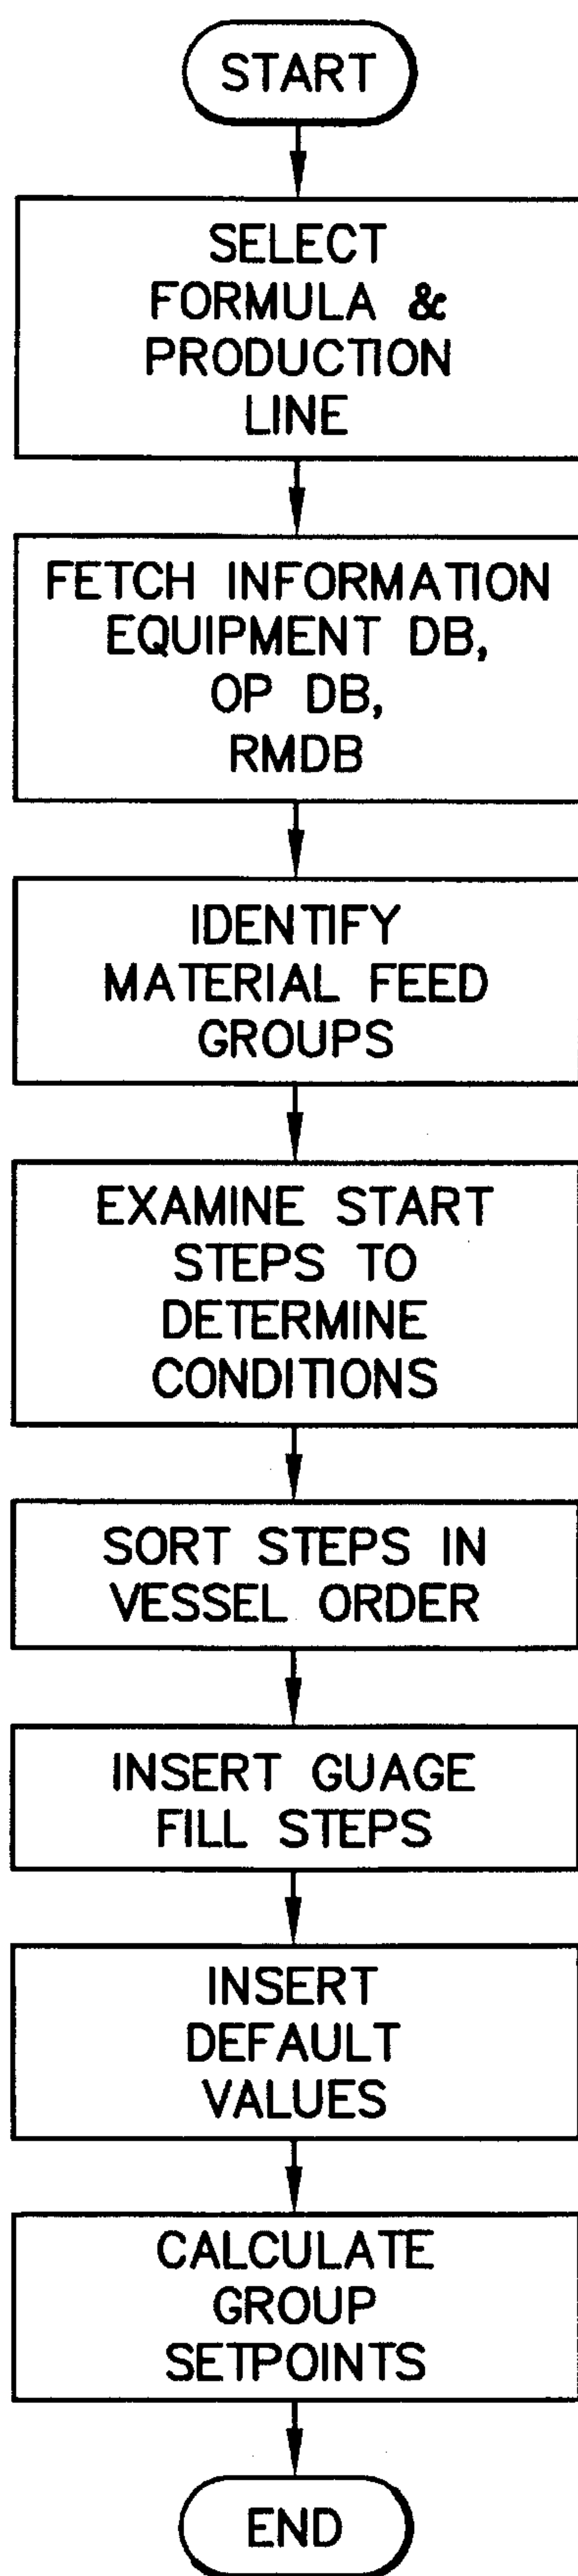 START
SELECT
FORMULA &
PRODUCTION
LINE
FETCH INFORMATION
EQUIPMENT DB,
OP DB,
RMDB
IDENTIFY
MATERIAL FEED
GROUPS
EXAMINE START
STEPS TO
DETERMINE
CONDITIONS
SORT STEPS IN
VESSEL ORDER
INSERT GUAGE
FILL STEPS
INSERT
DEFAULT
VALUES
CALCULATE
GROUP
SETPOINTS
END